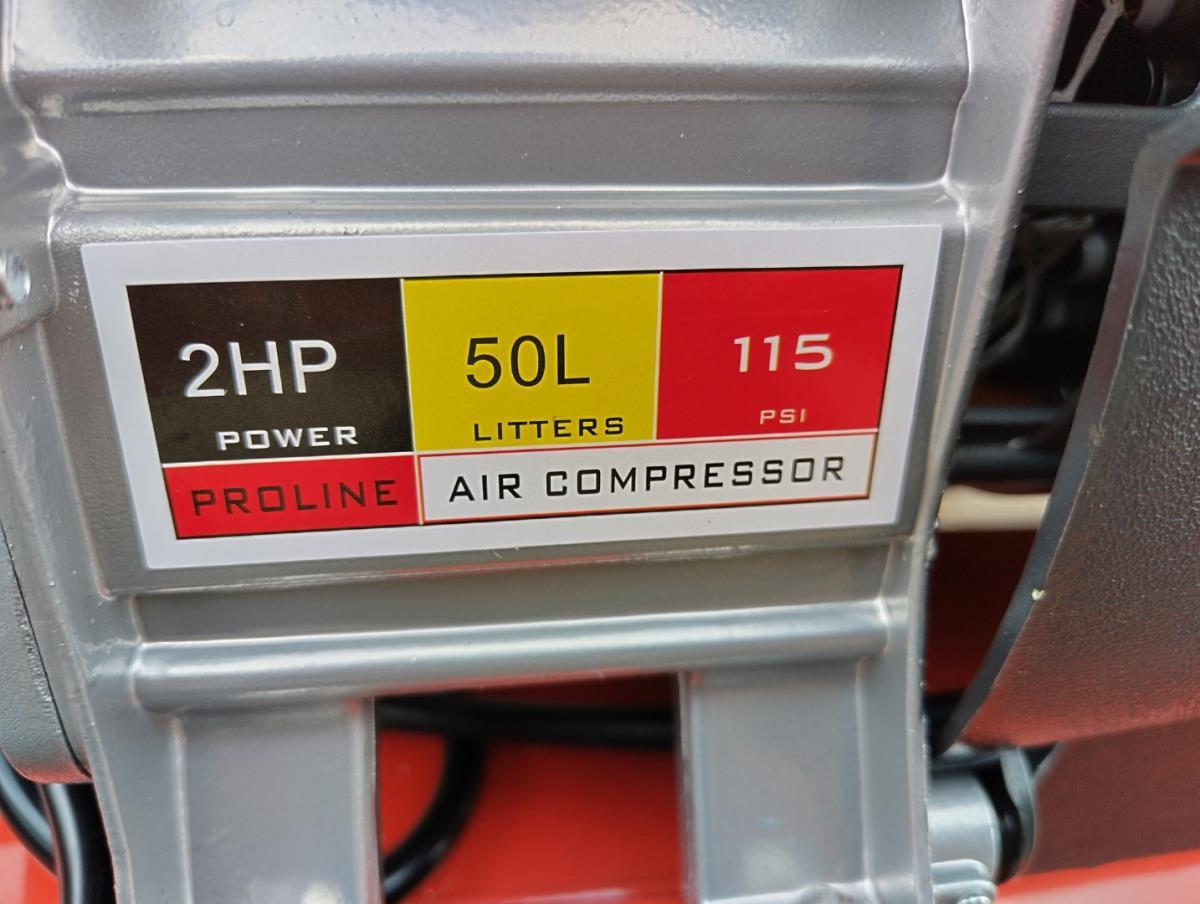 2HP
POWER
50L
LITTERS
115
PSI
PROLINE
AIR COMPRESSOR